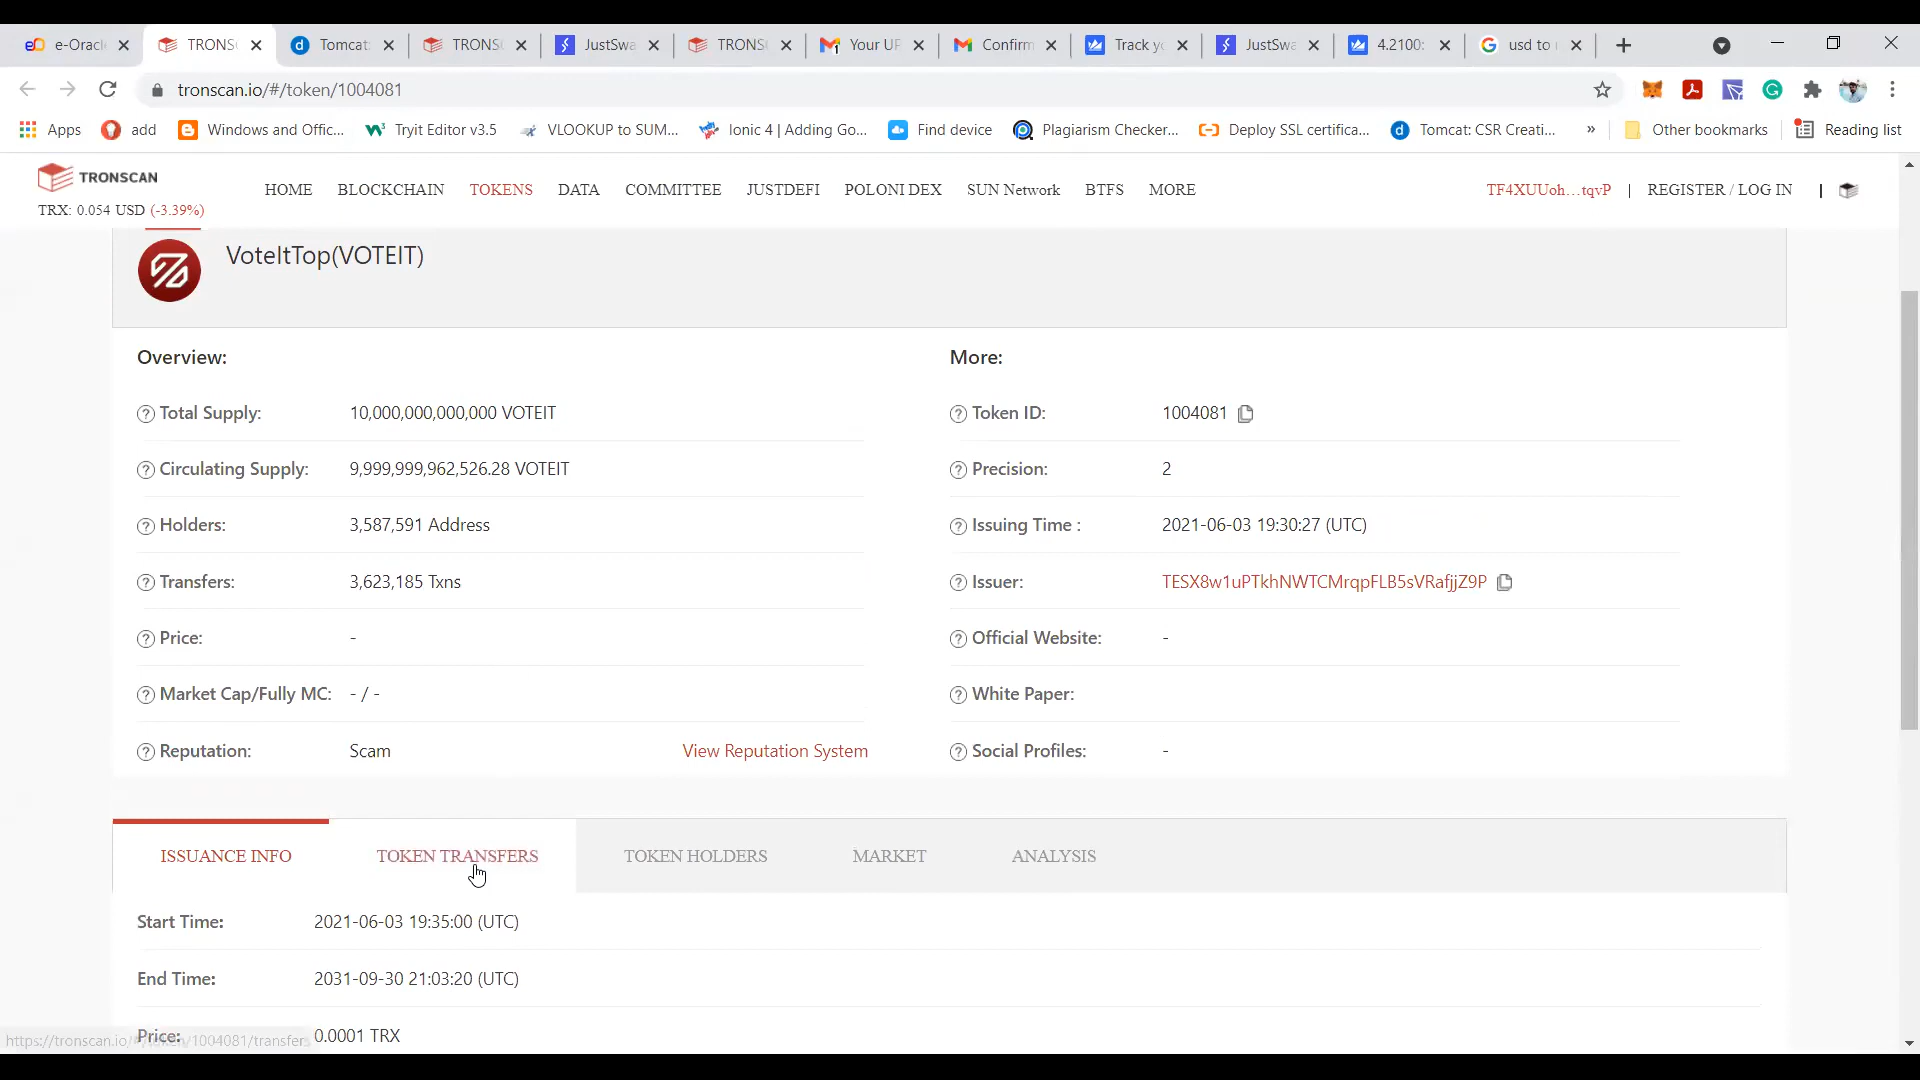 e-Oracl
TRONS
Tomcat:
TRONS
JustSwa
TRONS
Your UP
Confirm
Track yo
JustSwa
4.2100:
usd to
tronscan.io/#/token/1004081
Apps
add
Windows and Offic...
Tryit Editor v3.5
VLOOKUP to SUM...
Ionic 4 | Adding Go...
Find device
Plagiarism Checker...
Deploy SSL certifica...
Tomcat: CSR Creati...
»
Other bookmarks
Reading list
TRONSCAN
TRX: 0.054 USD (-3.39%)
HOME
BLOCKCHAIN
TOKENS
DATA
COMMITTEE
JUSTDEFI
POLONI DEX
SUN Network
BTFS
MORE
TF4XUUoh...tqvP | REGISTER / LOG IN |
VoteItTop(VOTEIT)
Overview:
Total Supply: 10,000,000,000,000 VOTEIT
Circulating Supply: 9,999,999,962,526.28 VOTEIT
Holders: 3,587,591 Address
Transfers: 3,623,185 Txns
Price: -
Market Cap/Fully MC: - / -
Reputation: Scam View Reputation System
More:
Token ID: 1004081
Precision: 2
Issuing Time : 2021-06-03 19:30:27 (UTC)
Issuer: TESX8w1uPTkhNWTCMrqpFLB5sVRafjjZ9P
Official Website: -
White Paper:
Social Profiles: -
ISSUANCE INFO
TOKEN TRANSFERS
TOKEN HOLDERS
MARKET
ANALYSIS
Start Time: 2021-06-03 19:35:00 (UTC)
End Time: 2031-09-30 21:03:20 (UTC)
Price: 0.0001 TRX